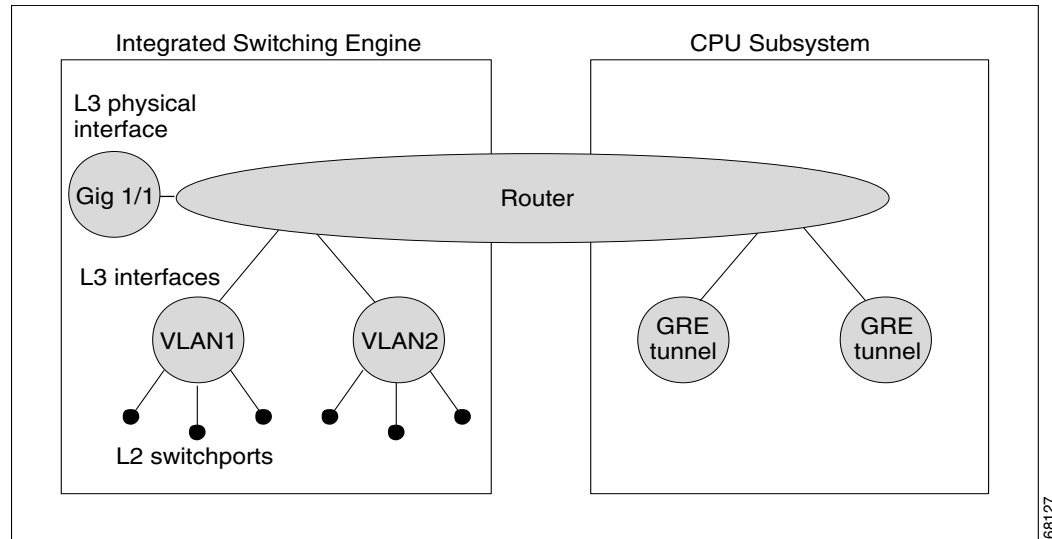 Integrated Switching Engine
CPU Subsystem
L3 physical
interface
Gig 1/1
Router
L3 interfaces
VLAN1
VLAN2
GRE
tunnel
GRE
tunnel
L2 switchports
68127